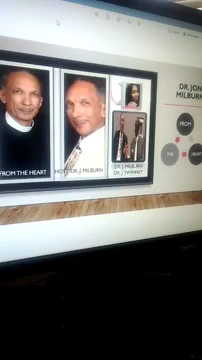 DR. JON
MILBURN
FROM
THE
HEART
FROM THE HEART
HOST DR. J. MILBURN
DR. J MILBURN
DR. J. SWINNEY